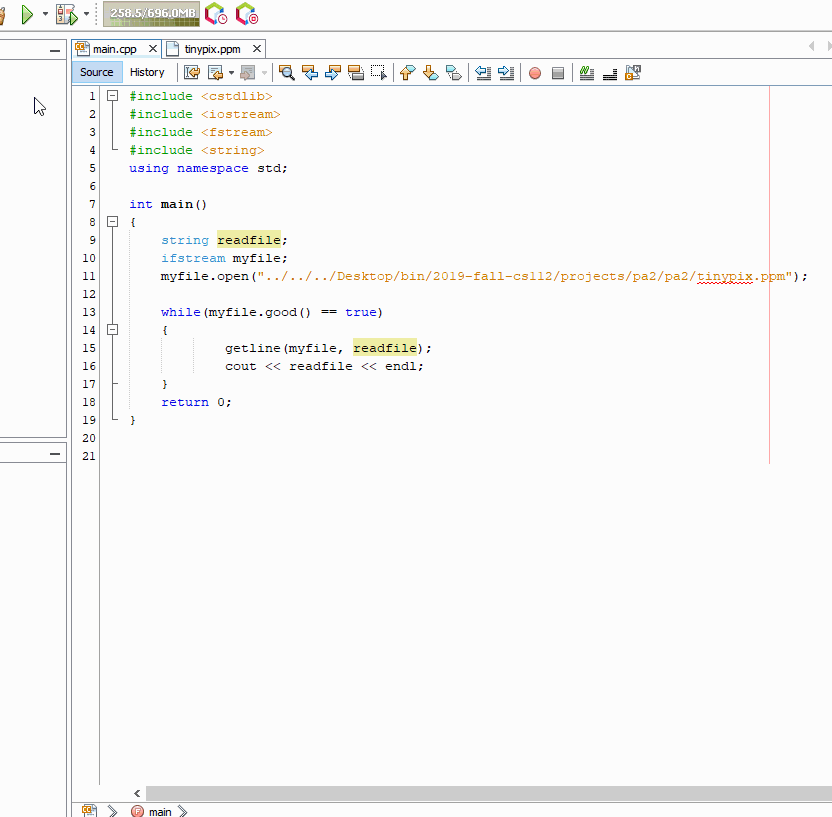 258.5/696.0MB
main.cpp tinypix.ppm
Source History
1 #include <cstdlib>
2 #include <iostream>
3 #include <fstream>
4 #include <string>
5 using namespace std;
6
7 int main()
8 {
9 string readfile;
10 ifstream myfile;
11 myfile.open("../../../Desktop/bin/2019-fall-cs112/projects/pa2/pa2/tinypix.ppm");
12
13 while(myfile.good() == true)
14 {
15 getline(myfile, readfile);
16 cout << readfile << endl;
17 }
18 return 0;
19 }
20
21
main